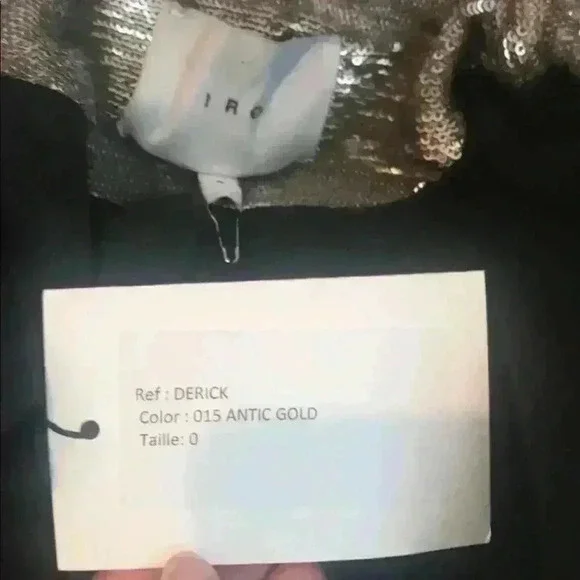 IRO
Ref : DERICK
Color : 015 ANTIC GOLD
Taille: 0